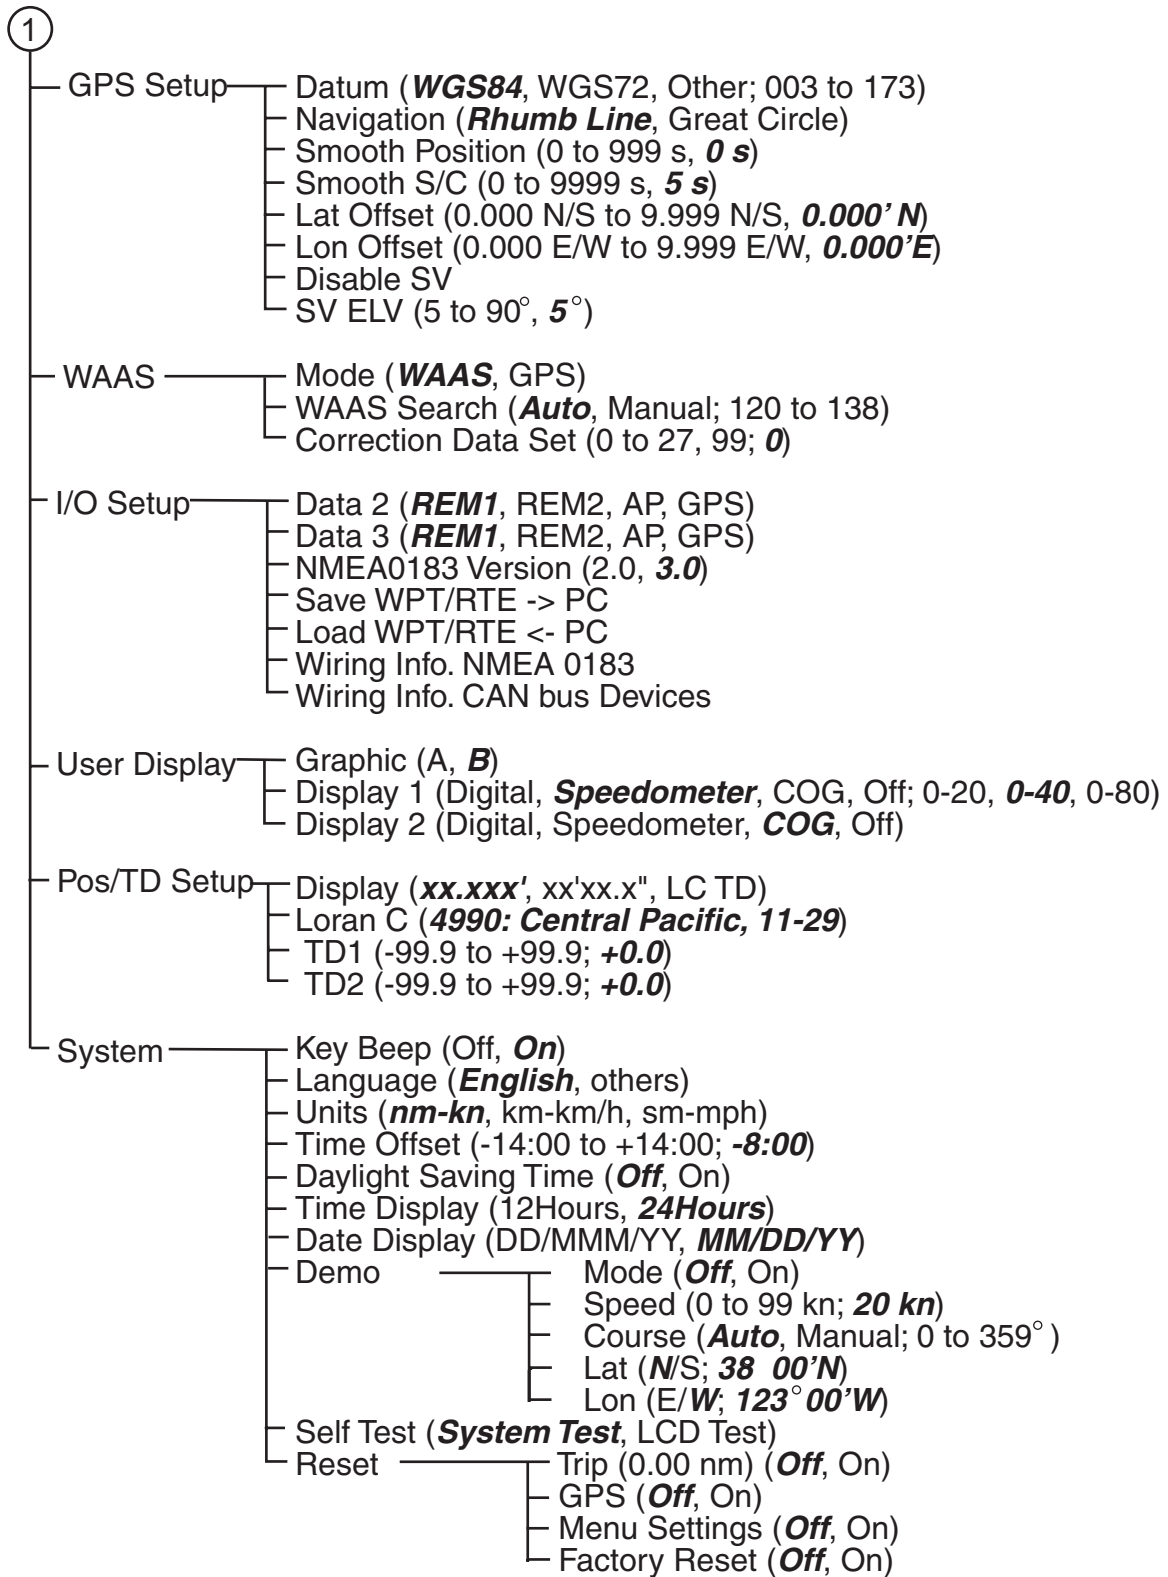 1
GPS Setup
Datum (WGS84, WGS72, Other; 003 to 173)
Navigation (Rhumb Line, Great Circle)
Smooth Position (0 to 999 s, 0 s)
Smooth S/C (0 to 9999 s, 5 s)
Lat Offset (0.000 N/S to 9.999 N/S, 0.000’ N)
Lon Offset (0.000 E/W to 9.999 E/W, 0.000’E)
Disable SV
SV ELV (5 to 90°, 5°)
WAAS
Mode (WAAS, GPS)
WAAS Search (Auto, Manual; 120 to 138)
Correction Data Set (0 to 27, 99; 0)
I/O Setup
Data 2 (REM1, REM2, AP, GPS)
Data 3 (REM1, REM2, AP, GPS)
NMEA0183 Version (2.0, 3.0)
Save WPT/RTE -> PC
Load WPT/RTE <- PC
Wiring Info. NMEA 0183
Wiring Info. CAN bus Devices
User Display
Graphic (A, B)
Display 1 (Digital, Speedometer, COG, Off; 0-20, 0-40, 0-80)
Display 2 (Digital, Speedometer, COG, Off)
Pos/TD Setup
Display (xx.xxx', xx'xx.x", LC TD)
Loran C (4990: Central Pacific, 11-29)
TD1 (-99.9 to +99.9; +0.0)
TD2 (-99.9 to +99.9; +0.0)
System
Key Beep (Off, On)
Language (English, others)
Units (nm-kn, km-km/h, sm-mph)
Time Offset (-14:00 to +14:00; -8:00)
Daylight Saving Time (Off, On)
Time Display (12Hours, 24Hours)
Date Display (DD/MMM/YY, MM/DD/YY)
Demo
Mode (Off, On)
Speed (0 to 99 kn; 20 kn)
Course (Auto, Manual; 0 to 359°)
Lat (N/S; 38 00’N)
Lon (E/W; 123°00’W)
Self Test (System Test, LCD Test)
Reset
Trip (0.00 nm) (Off, On)
GPS (Off, On)
Menu Settings (Off, On)
Factory Reset (Off, On)